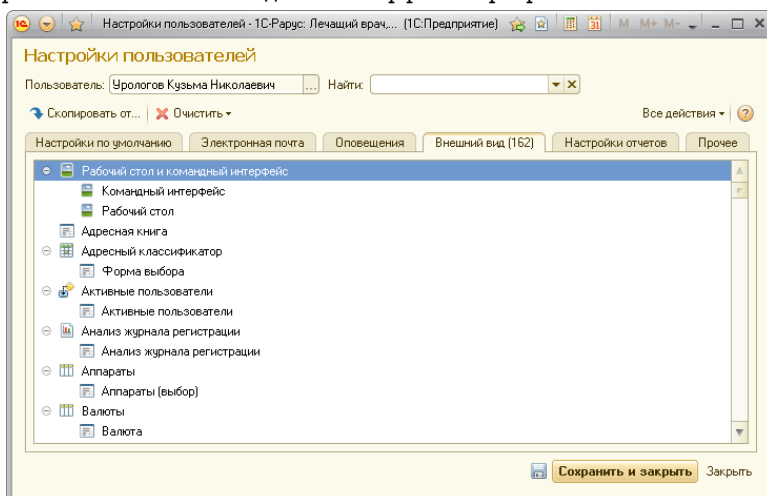 Настройки пользователей - 1С-Рарус: Лечащий врач,... (1С:Предприятие)
M M+ M-
Настройки пользователей
Пользователь: Урологов Кузьма Николаевич ... Найти:
Скопировать от... Очистить Все действия ?
Настройки по умолчанию Электронная почта Оповещения Внешний вид (162) Настройки отчетов Прочее
Рабочий стол и командный интерфейс
Командный интерфейс
Рабочий стол
Адресная книга
Адресный классификатор
Форма выбора
Активные пользователи
Активные пользователи
Анализ журнала регистрации
Анализ журнала регистрации
Аппараты
Аппараты (выбор)
Валюты
Валюта
Сохранить и закрыть Закрыть